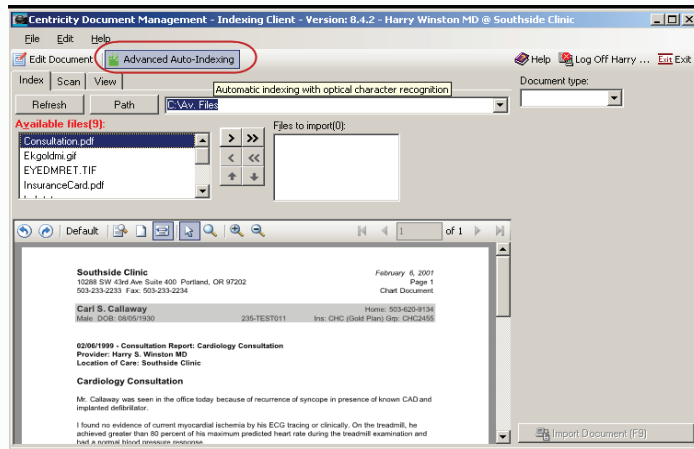 Centricity Document Management - Indexing Client - Version: 8.4.2 - Harry Winston MD @ Southside Clinic
File Edit Help
Edit Document Advanced Auto-Indexing Help Log Off Harry ... Exit Exit
Index Scan View
Automatic indexing with optical character recognition
Document type:
Refresh Path C:\Av. Files
Available files(9):
Files to import(0):
Consultation.pdf
Ekgoldmi.gif
EYEDMRET.TIF
InsuranceCard.pdf
> >>
< <<
Default 1 of 1
Southside Clinic February 6, 2001
10288 SW 43rd Ave Suite 400 Portland, OR 97202 Page 1
503-233-2233 Fax: 503-233-2234 Chart Document
Carl S. Callaway Home: 503-620-9134
Male DOB: 08/05/1930 235-TEST011 Ins: CHC (Gold Plan) Grp: CHC2455
02/06/1999 - Consultation Report: Cardiology Consultation
Provider: Harry S. Winston MD
Location of Care: Southside Clinic
Cardiology Consultation
Mr. Callaway was seen in the office today because of recurrence of syncope in presence of known CAD and
implanted defibrillator.
I found no evidence of current myocardial ischemia by his ECG tracing or clinically. On the treadmill, he
achieved greater than 80 percent of his maximum predicted heart rate during the treadmill examination and
had a normal blood pressure response.
Import Document (F9)